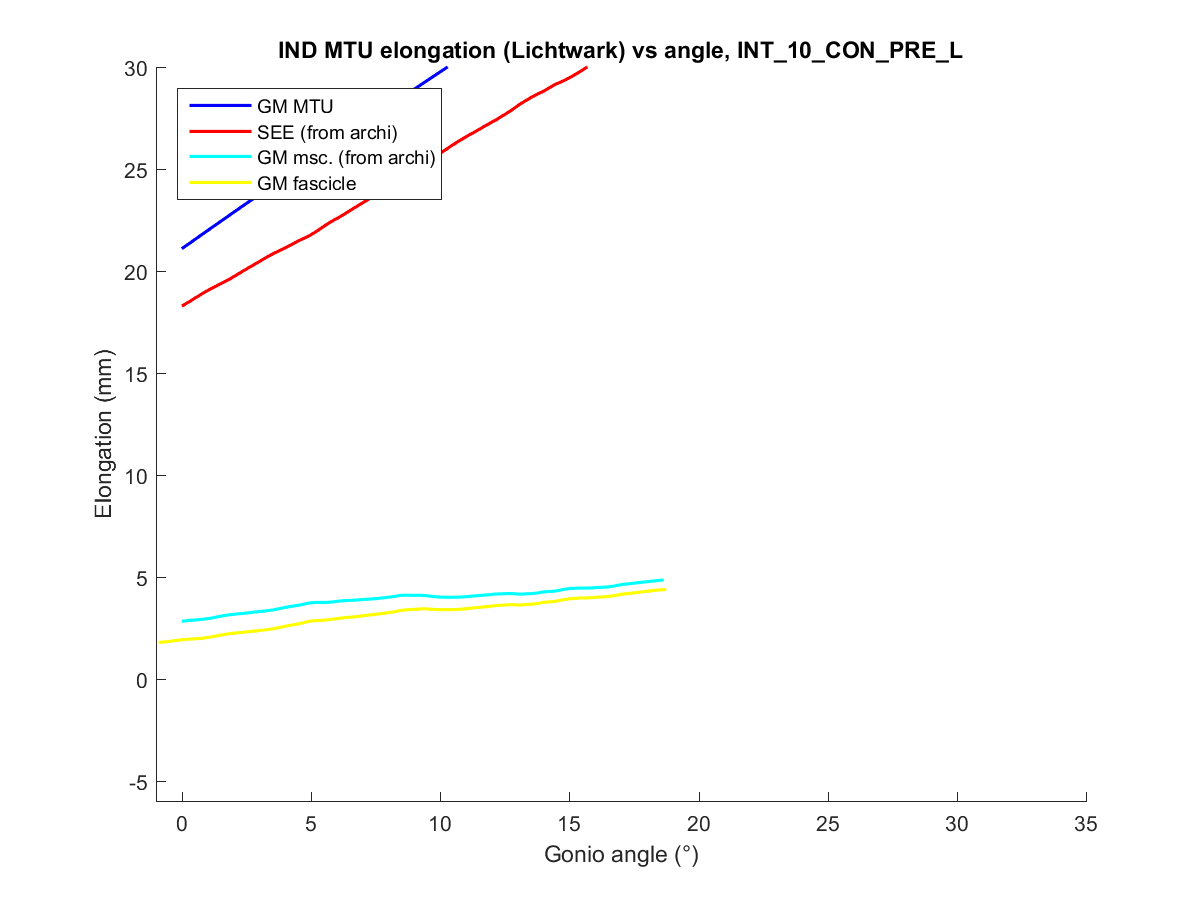 IND MTU elongation (Lichtwark) vs angle, INT_10_CON_PRE_L
30
25
20
15
10
5
0
-5
Elongation (mm)
GM MTU
SEE (from archi)
GM msc. (from archi)
GM fascicle
0 5 10 15 20 25 30 35
Gonio angle (°)